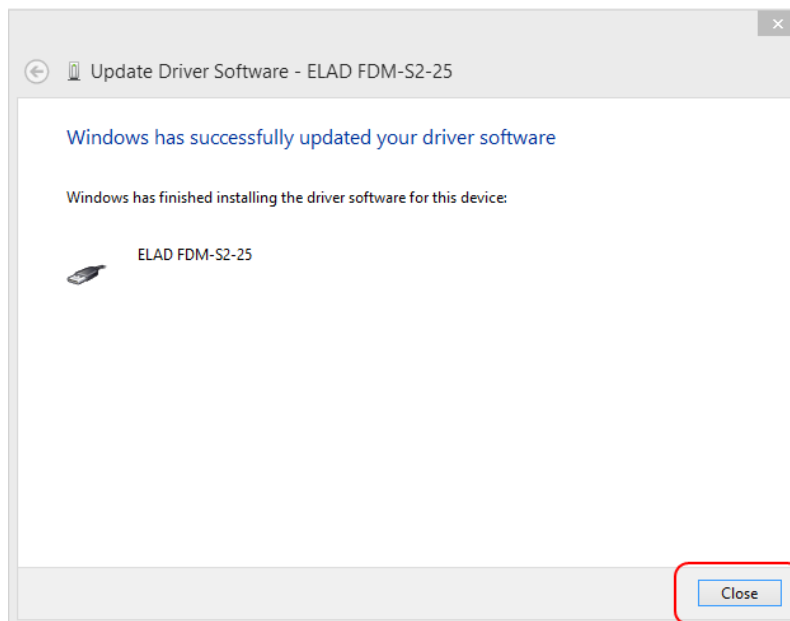 Update Driver Software - ELAD FDM-S2-25
Windows has successfully updated your driver software
Windows has finished installing the driver software for this device:
ELAD FDM-S2-25
Close